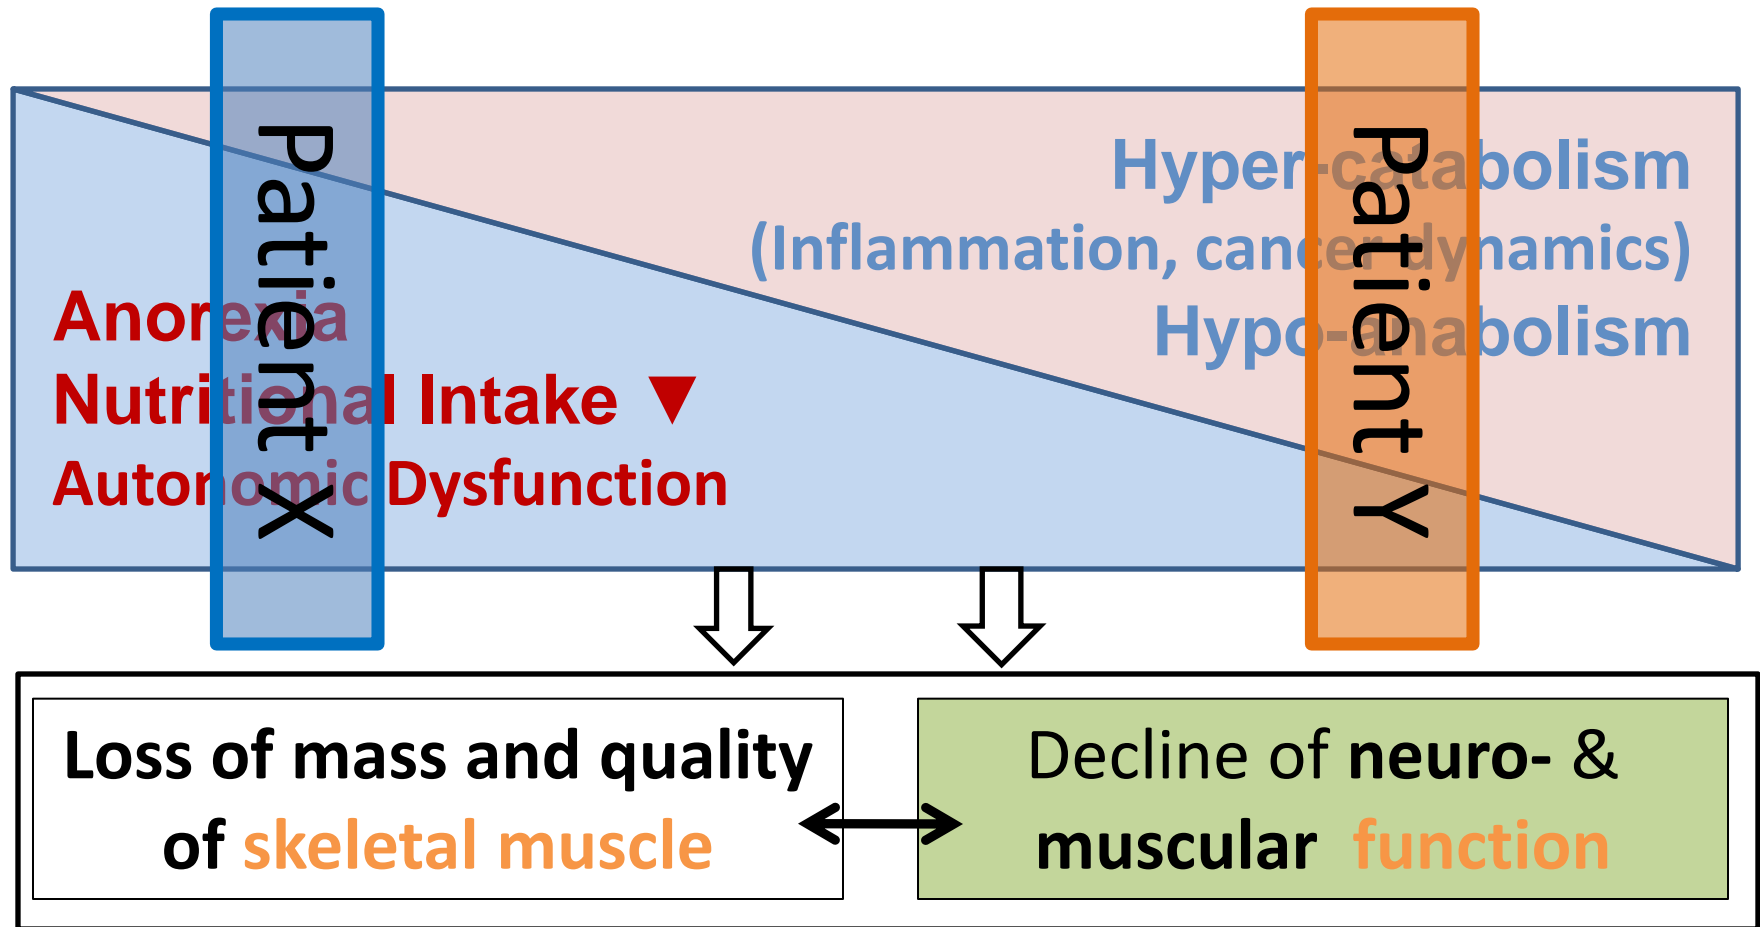 Patient X
Patient Y
Hyper-catabolism
(Inflammation, cancer dynamics)
Hypo-anabolism
Anorexia
Nutritional Intake ▼
Autonomic Dysfunction
Loss of mass and quality
of skeletal muscle
Decline of neuro- &
muscular function